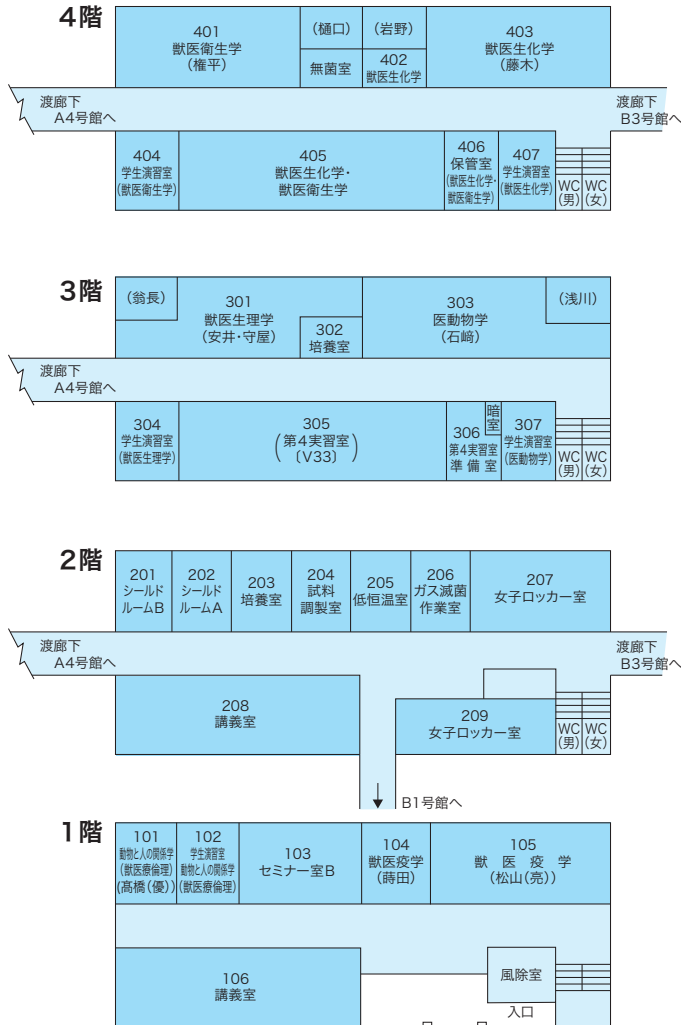 4階
401
獣医衛生学
(権平)
(樋口)
(岩野)
無菌室
402
獣医生化学
403
獣医生化学
(藤木)
渡廊下
A4号館へ
渡廊下
B3号館へ
404
学生演習室
(獣医衛生学)
405
獣医生化学・
獣医衛生学
406
保管室
(獣医生化学・
獣医衛生学)
407
学生演習室
(獣医生化学)
WC
(男)
WC
(女)
3階
(翁長)
301
獣医生理学
(安井・守屋)
302
培養室
303
医動物学
(石﨑)
(浅川)
渡廊下
A4号館へ
304
学生演習室
(獣医生理学)
305
(第4実習室)
〔V33〕
306
第4実習室
準備室
暗室
307
学生演習室
(医動物学)
WC
(男)
WC
(女)
2階
201
シールド
ルームB
202
シールド
ルームA
203
培養室
204
試料
調製室
205
低恒温室
206
ガス滅菌
作業室
207
女子ロッカー室
渡廊下
A4号館へ
渡廊下
B3号館へ
208
講義室
209
女子ロッカー室
WC
(男)
WC
(女)
B1号館へ
1階
101
動物と人の関係学
(獣医療倫理)
(髙橋(優))
102
学生演習室
動物と人の関係学
(獣医療倫理)
103
セミナー室B
104
獣医疫学
(蒔田)
105
獣医疫学
(松山(亮))
106
講義室
風除室
入口